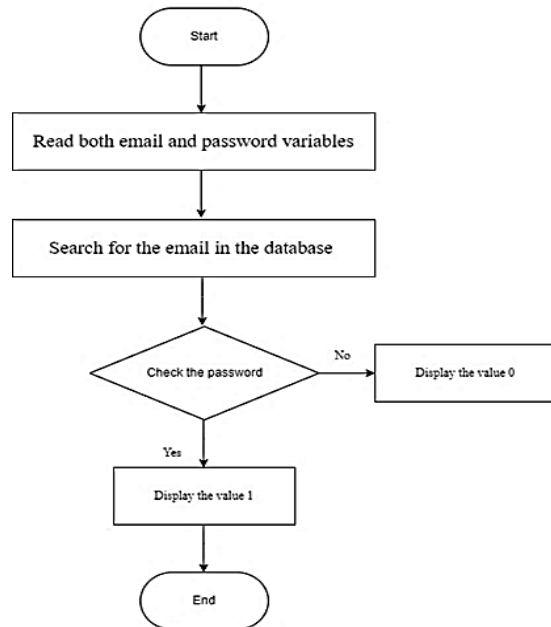 Start
Read both email and password variables
Search for the email in the database
Check the password
No
Display the value 0
Yes
Display the value 1
End